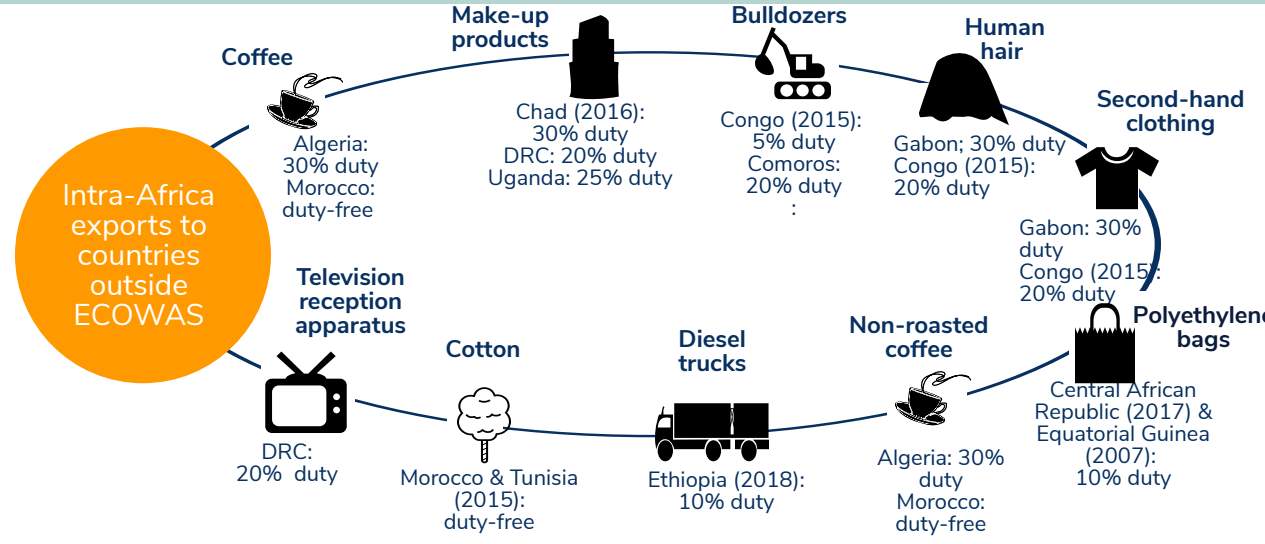 Intra-Africa
exports to
countries
outside
ECOWAS
Coffee
Algeria:
30% duty
Morocco:
duty-free
Make-up
products
Chad (2016):
30% duty
DRC: 20% duty
Uganda: 25% duty
Bulldozers
Congo (2015):
5% duty
Comoros:
20% duty
:
Human
hair
Gabon; 30% duty
Congo (2015):
20% duty
Second-hand
clothing
Gabon: 30%
duty
Congo (2015):
20% duty
Polyethylene
bags
Central African
Republic (2017) &
Equatorial Guinea
(2007):
10% duty
Non-roasted
coffee
Algeria: 30%
duty
Morocco:
duty-free
Diesel
trucks
Ethiopia (2018):
10% duty
Cotton
Morocco & Tunisia
(2015):
duty-free
Television
reception
apparatus
DRC:
20%  duty